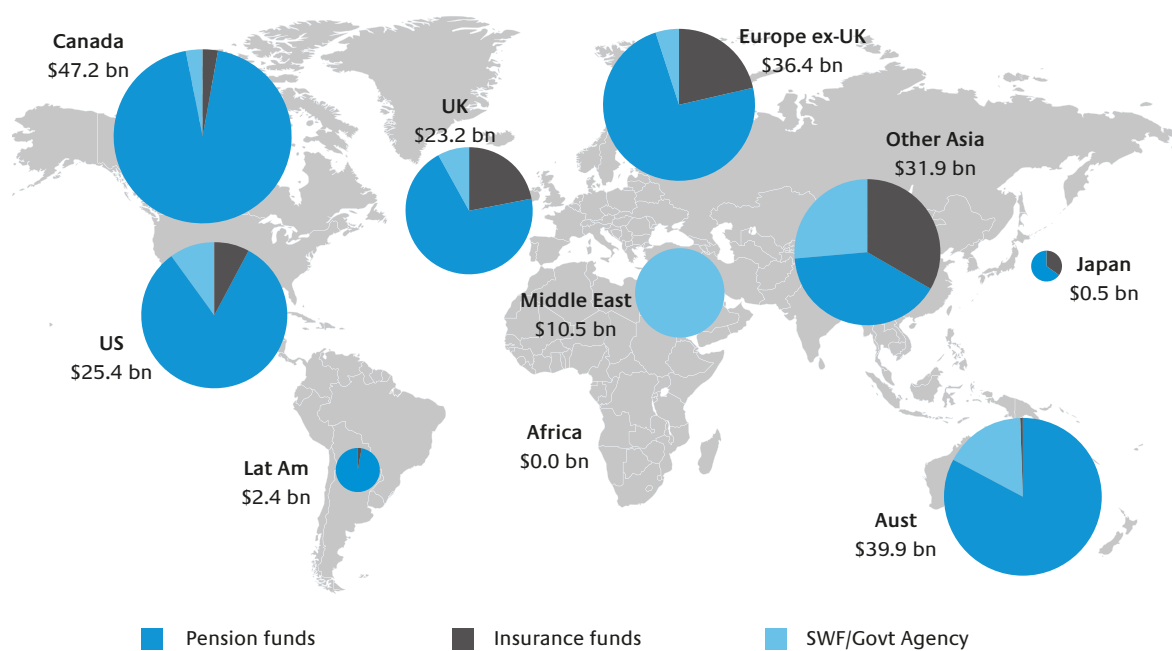 Canada
$47.2 bn
UK
$23.2 bn
Europe ex-UK
$36.4 bn
Other Asia
$31.9 bn
Japan
$0.5 bn
Middle East
$10.5 bn
US
$25.4 bn
Africa
$0.0 bn
Lat Am
$2.4 bn
Aust
$39.9 bn
Pension funds
Insurance funds
SWF/Govt Agency